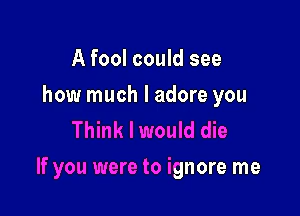 A fool could see
how much I adore you
Think I would die
If you were to ignore me